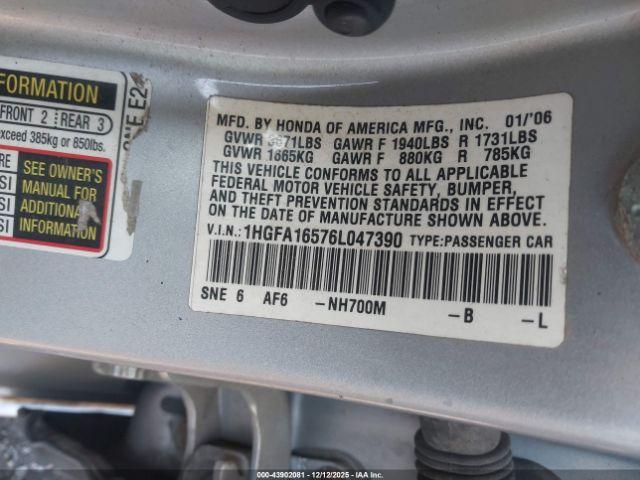 FORMATION
FRONT 2 REAR 3
exceed 385kg or 850lbs.
SEE OWNER'S
MANUAL FOR
ADDITIONAL
INFORMATION
MFD. BY HONDA OF AMERICA MFG., INC. 01/'06
GVWR 3671LBS GAWR F 1940LBS R 1731LBS
GVWR 1665KG GAWR F 880KG R 785KG
THIS VEHICLE CONFORMS TO ALL APPLICABLE
FEDERAL MOTOR VEHICLE SAFETY, BUMPER,
AND THEFT PREVENTION STANDARDS IN EFFECT
ON THE DATE OF MANUFACTURE SHOWN ABOVE.
V.I.N.: 1HGFA16576L047390 TYPE:PASSENGER CAR
SNE 6 AF6 -NH700M -B -L
000-43902081 - 12/12/2025 - IAAI.COM